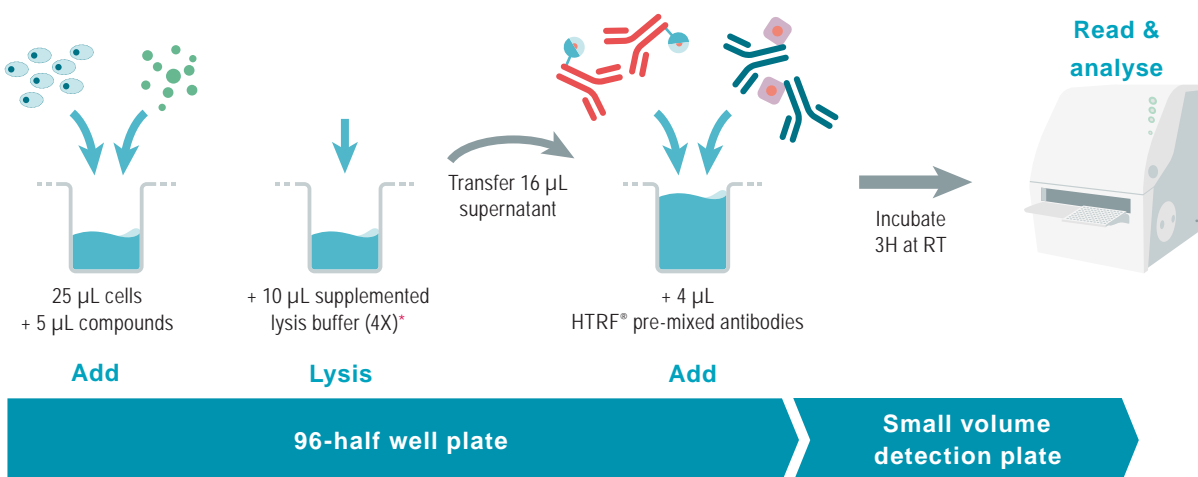 Read &
analyse
Transfer 16 µL
supernatant
Incubate
3H at RT
25 µL cells
+ 5 µL compounds
+ 10 µL supplemented
lysis buffer (4X)*
+ 4 µL
HTRF® pre-mixed antibodies
Add
Lysis
Add
96-half well plate
Small volume
detection plate